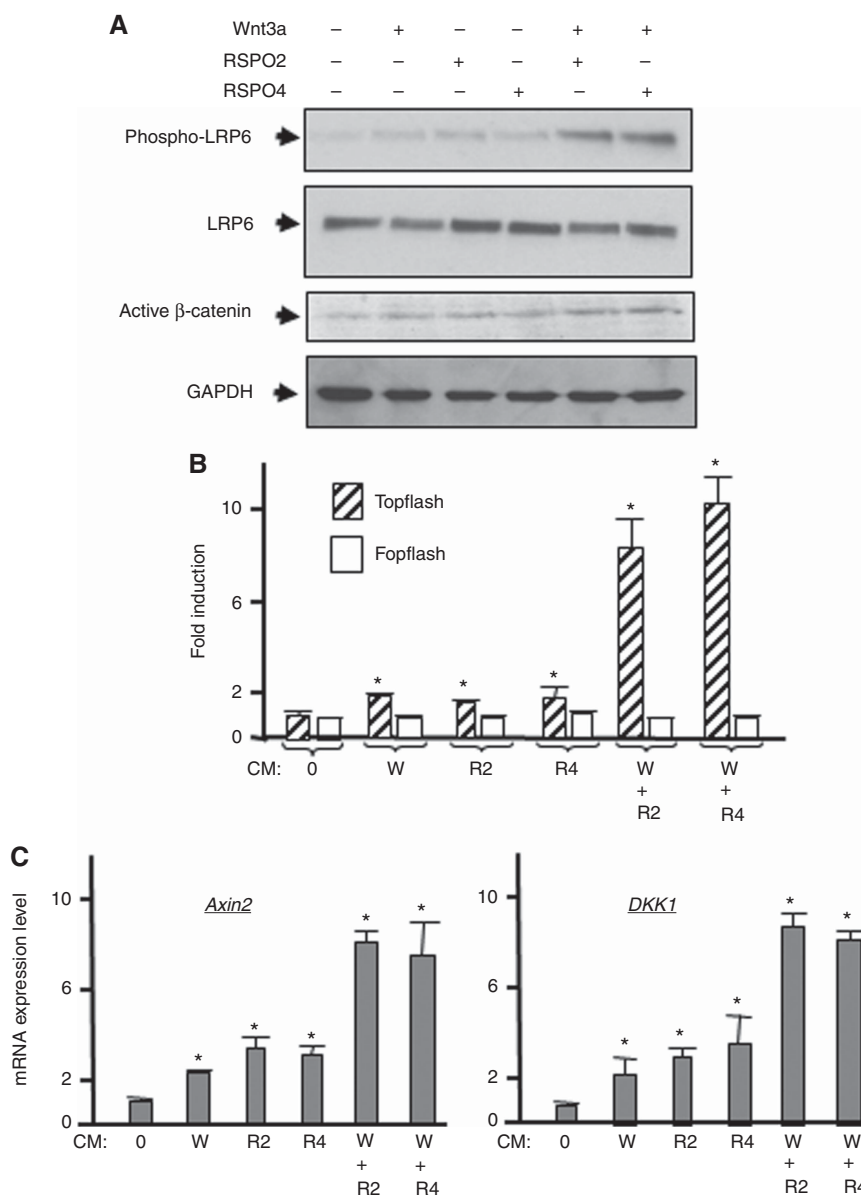 A
Wnt3a – + – – + +
RSPO2 – – + – + –
RSPO4 – – – + – +
Phospho-LRP6
LRP6
Active β-catenin
GAPDH
B
Fold induction
10
6
2
0
Topflash
Fopflash
* * * * *
CM: 0 W R2 R4 W + R2 W + R4
C
mRNA expression level
10
6
2
0
Axin2
* * * * *
CM: 0 W R2 R4 W + R2 W + R4
10
6
2
0
DKK1
* * * * *
CM: 0 W R2 R4 W + R2 W + R4